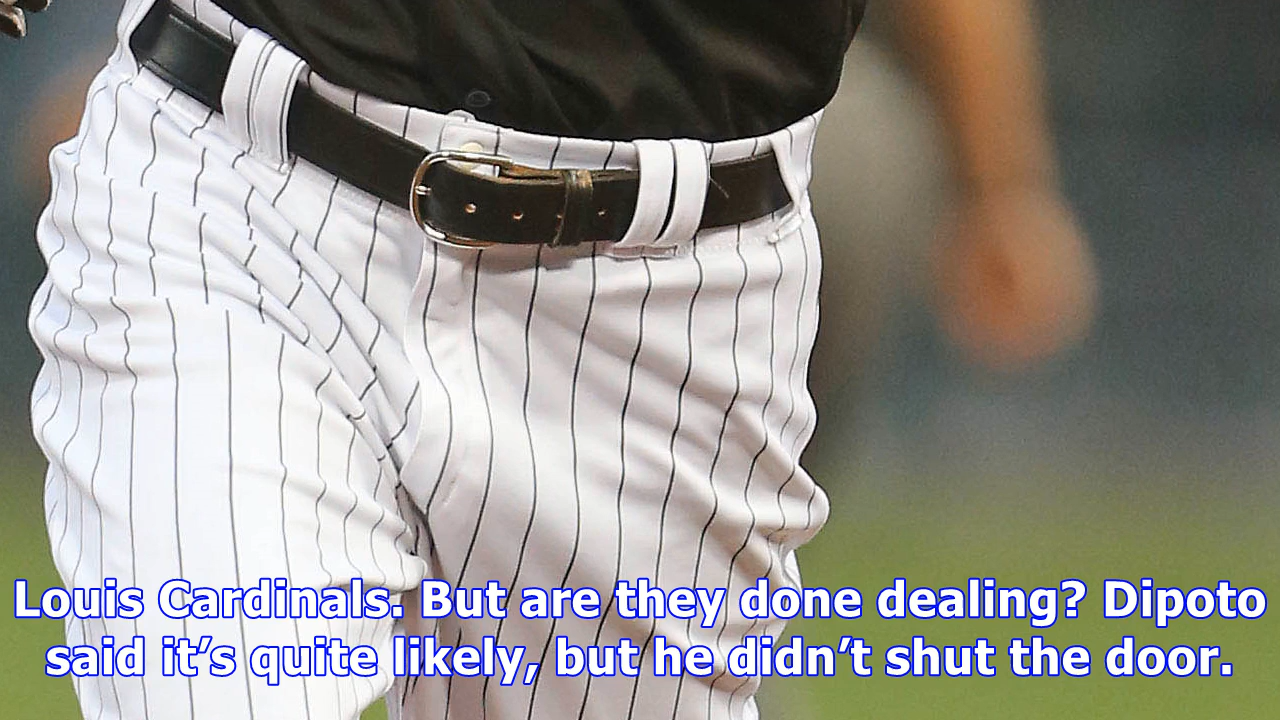 Louis Cardinals. But are they done dealing? Dipoto
said it’s quite likely, but he didn’t shut the door.